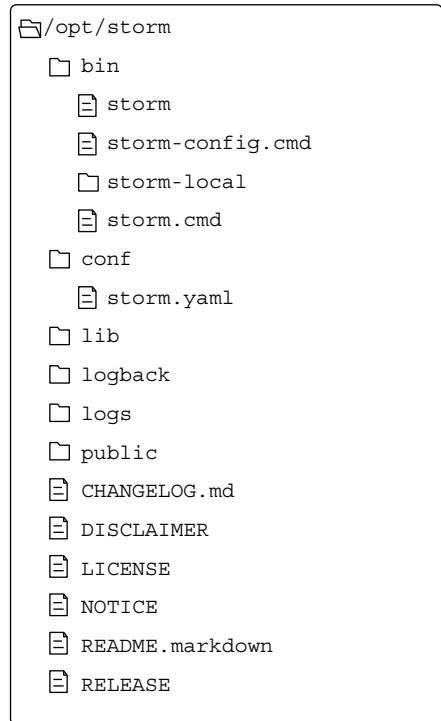 /opt/storm
bin
storm
storm-config.cmd
storm-local
storm.cmd
conf
storm.yaml
lib
logback
logs
public
CHANGELOG.md
DISCLAIMER
LICENSE
NOTICE
README.markdown
RELEASE